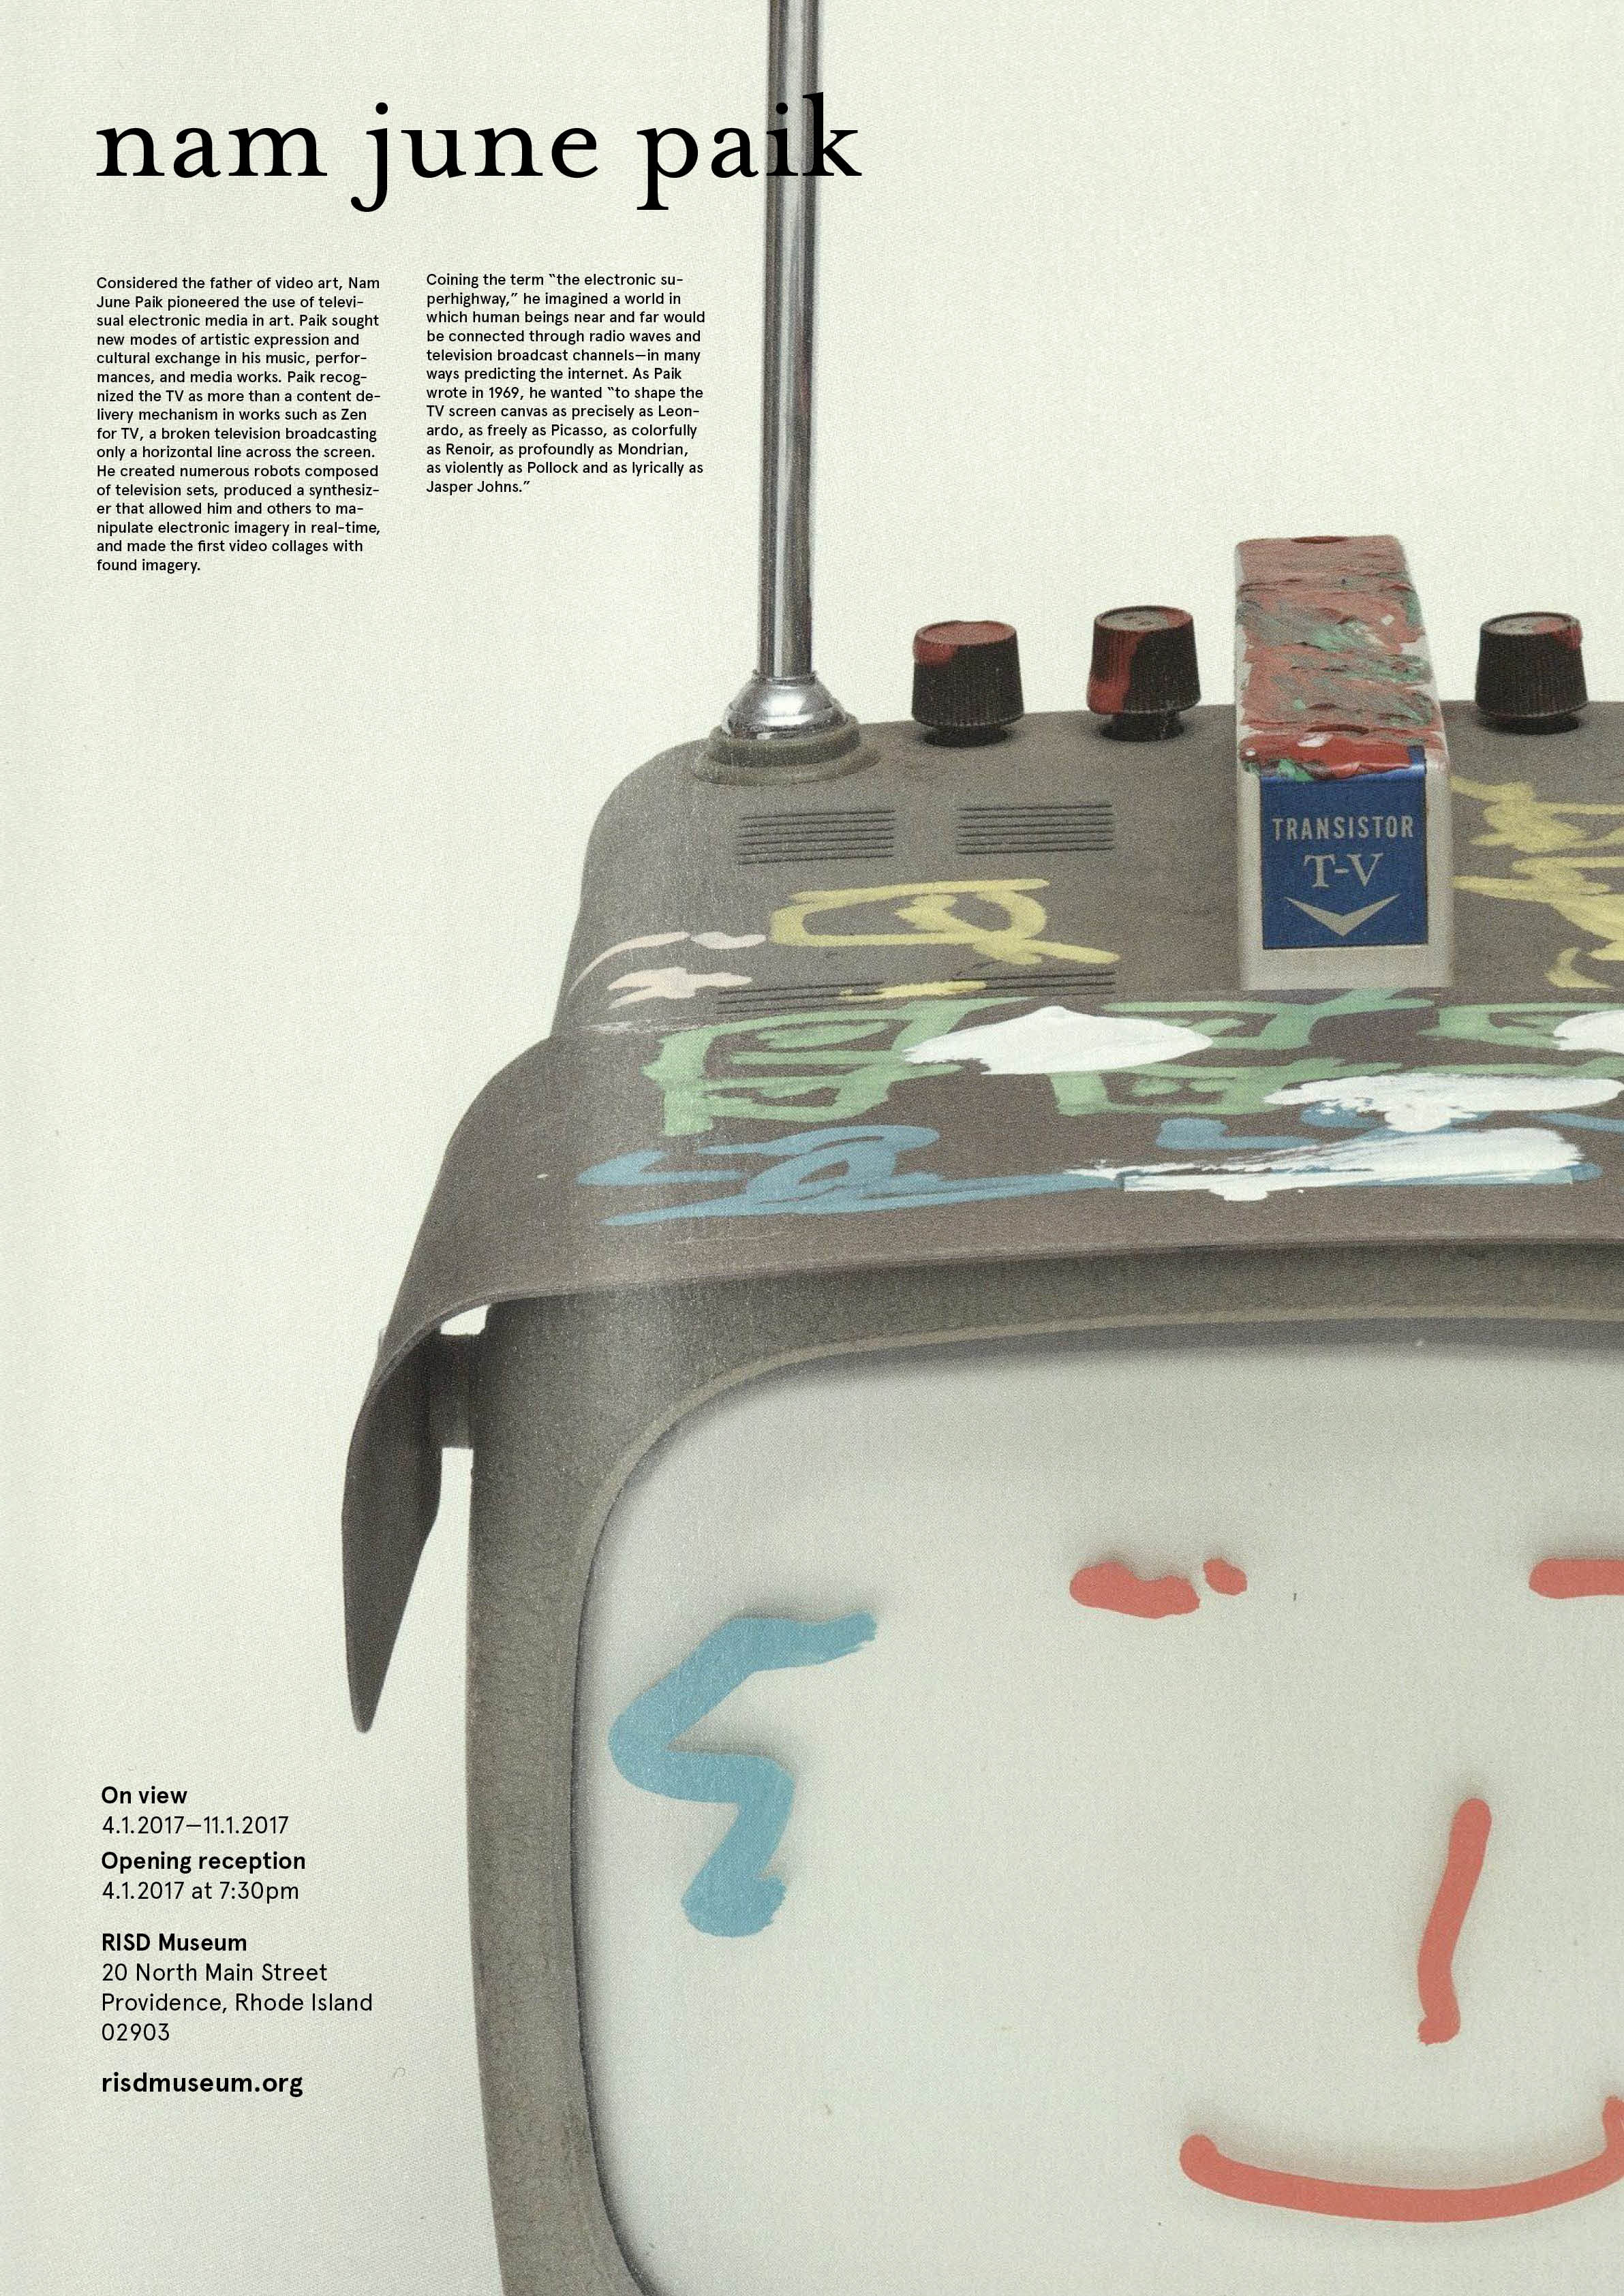 nam june paik
Considered the father of video art, Nam
June Paik pioneered the use of televi-
sual electronic media in art. Paik sought
new modes of artistic expression and
cultural exchange in his music, perfor-
mances, and media works. Paik recog-
nized the TV as more than a content de-
livery mechanism in works such as Zen
for TV, a broken television broadcasting
only a horizontal line across the screen.
He created numerous robots composed
of television sets, produced a synthesiz-
er that allowed him and others to ma-
nipulate electronic imagery in real-time,
and made the first video collages with
found imagery.
Coining the term “the electronic su-
perhighway,” he imagined a world in
which human beings near and far would
be connected through radio waves and
television broadcast channels—in many
ways predicting the internet. As Paik
wrote in 1969, he wanted “to shape the
TV screen canvas as precisely as Leon-
ardo, as freely as Picasso, as colorfully
as Renoir, as profoundly as Mondrian,
as violently as Pollock and as lyrically as
Jasper Johns.”
TRANSISTOR
T-V
On view
4.1.2017—11.1.2017
Opening reception
4.1.2017 at 7:30pm
RISD Museum
20 North Main Street
Providence, Rhode Island
02903
risdmuseum.org